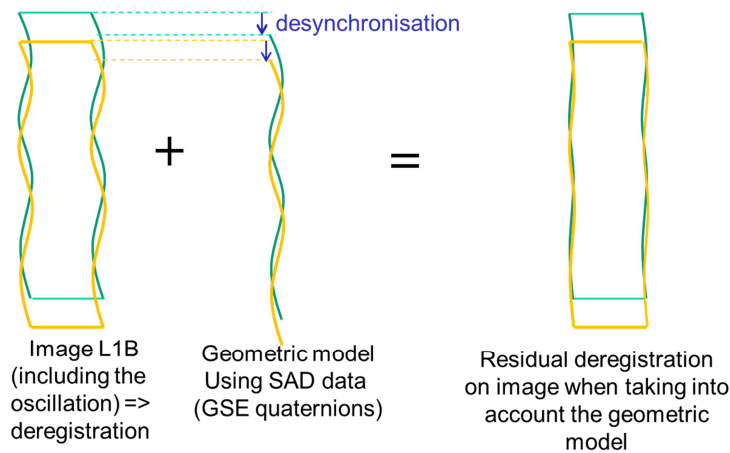 desynchronisation
+
=
Image L1B
(including the
oscillation) =>
deregistration
Geometric model
Using SAD data
(GSE quaternions)
Residual deregistration
on image when taking into
account the geometric
model